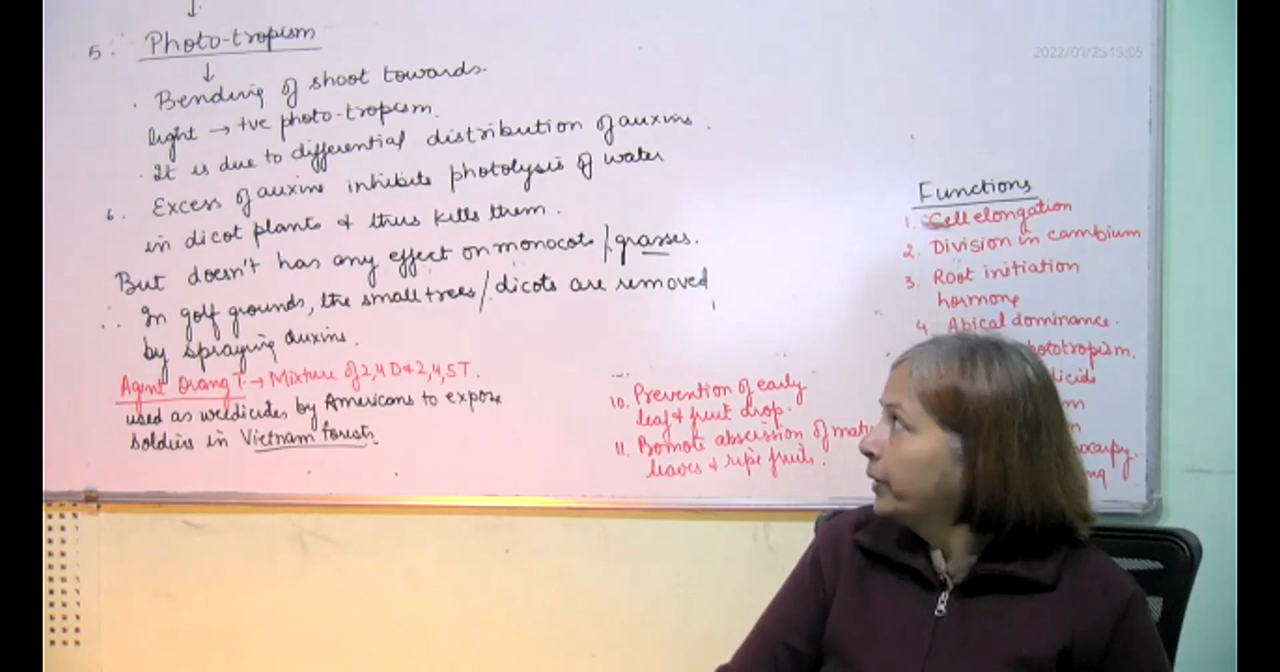 5. Photo-tropism
. Bending of shoot towards.
light → +ve photo-tropism.
. It is due to differential distribution of auxins.
6. Excess of auxins inhibits photolysis of water
in dicot plants & thus kills them.
But doesn't has any effect on monocots/grasses.
∴ In golf grounds, the small trees/dicots are removed
by spraying auxins.
Agent Orang T → Mixture of 2,4 D & 2,4,5 T.
used as weldicides by Americans to expose
soldiers in Vietnam forests.
10. Prevention of early
leaf & fruit drop.
11. Promote abscission of matu
leaves & ripe fruits.
2022/01/25 15:05
Functions
1. Cell elongation
2. Division in cambium
3. Root initiation
hormone
4. Apical dominance.
hototropism.